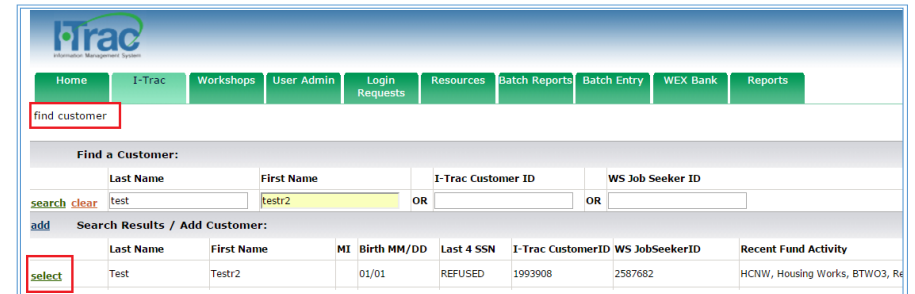 I-Trac
Information Management System
Home I-Trac Workshops User Admin Login Requests Resources Batch Reports Batch Entry WEX Bank Reports
find customer
Find a Customer:
Last Name First Name I-Trac Customer ID WS Job Seeker ID
search clear test testr2 OR OR
add Search Results / Add Customer:
Last Name First Name MI Birth MM/DD Last 4 SSN I-Trac CustomerID WS JobSeekerID Recent Fund Activity
select Test Testr2 01/01 REFUSED 1993908 2587682 HCNW, Housing Works, BTWO3, Re